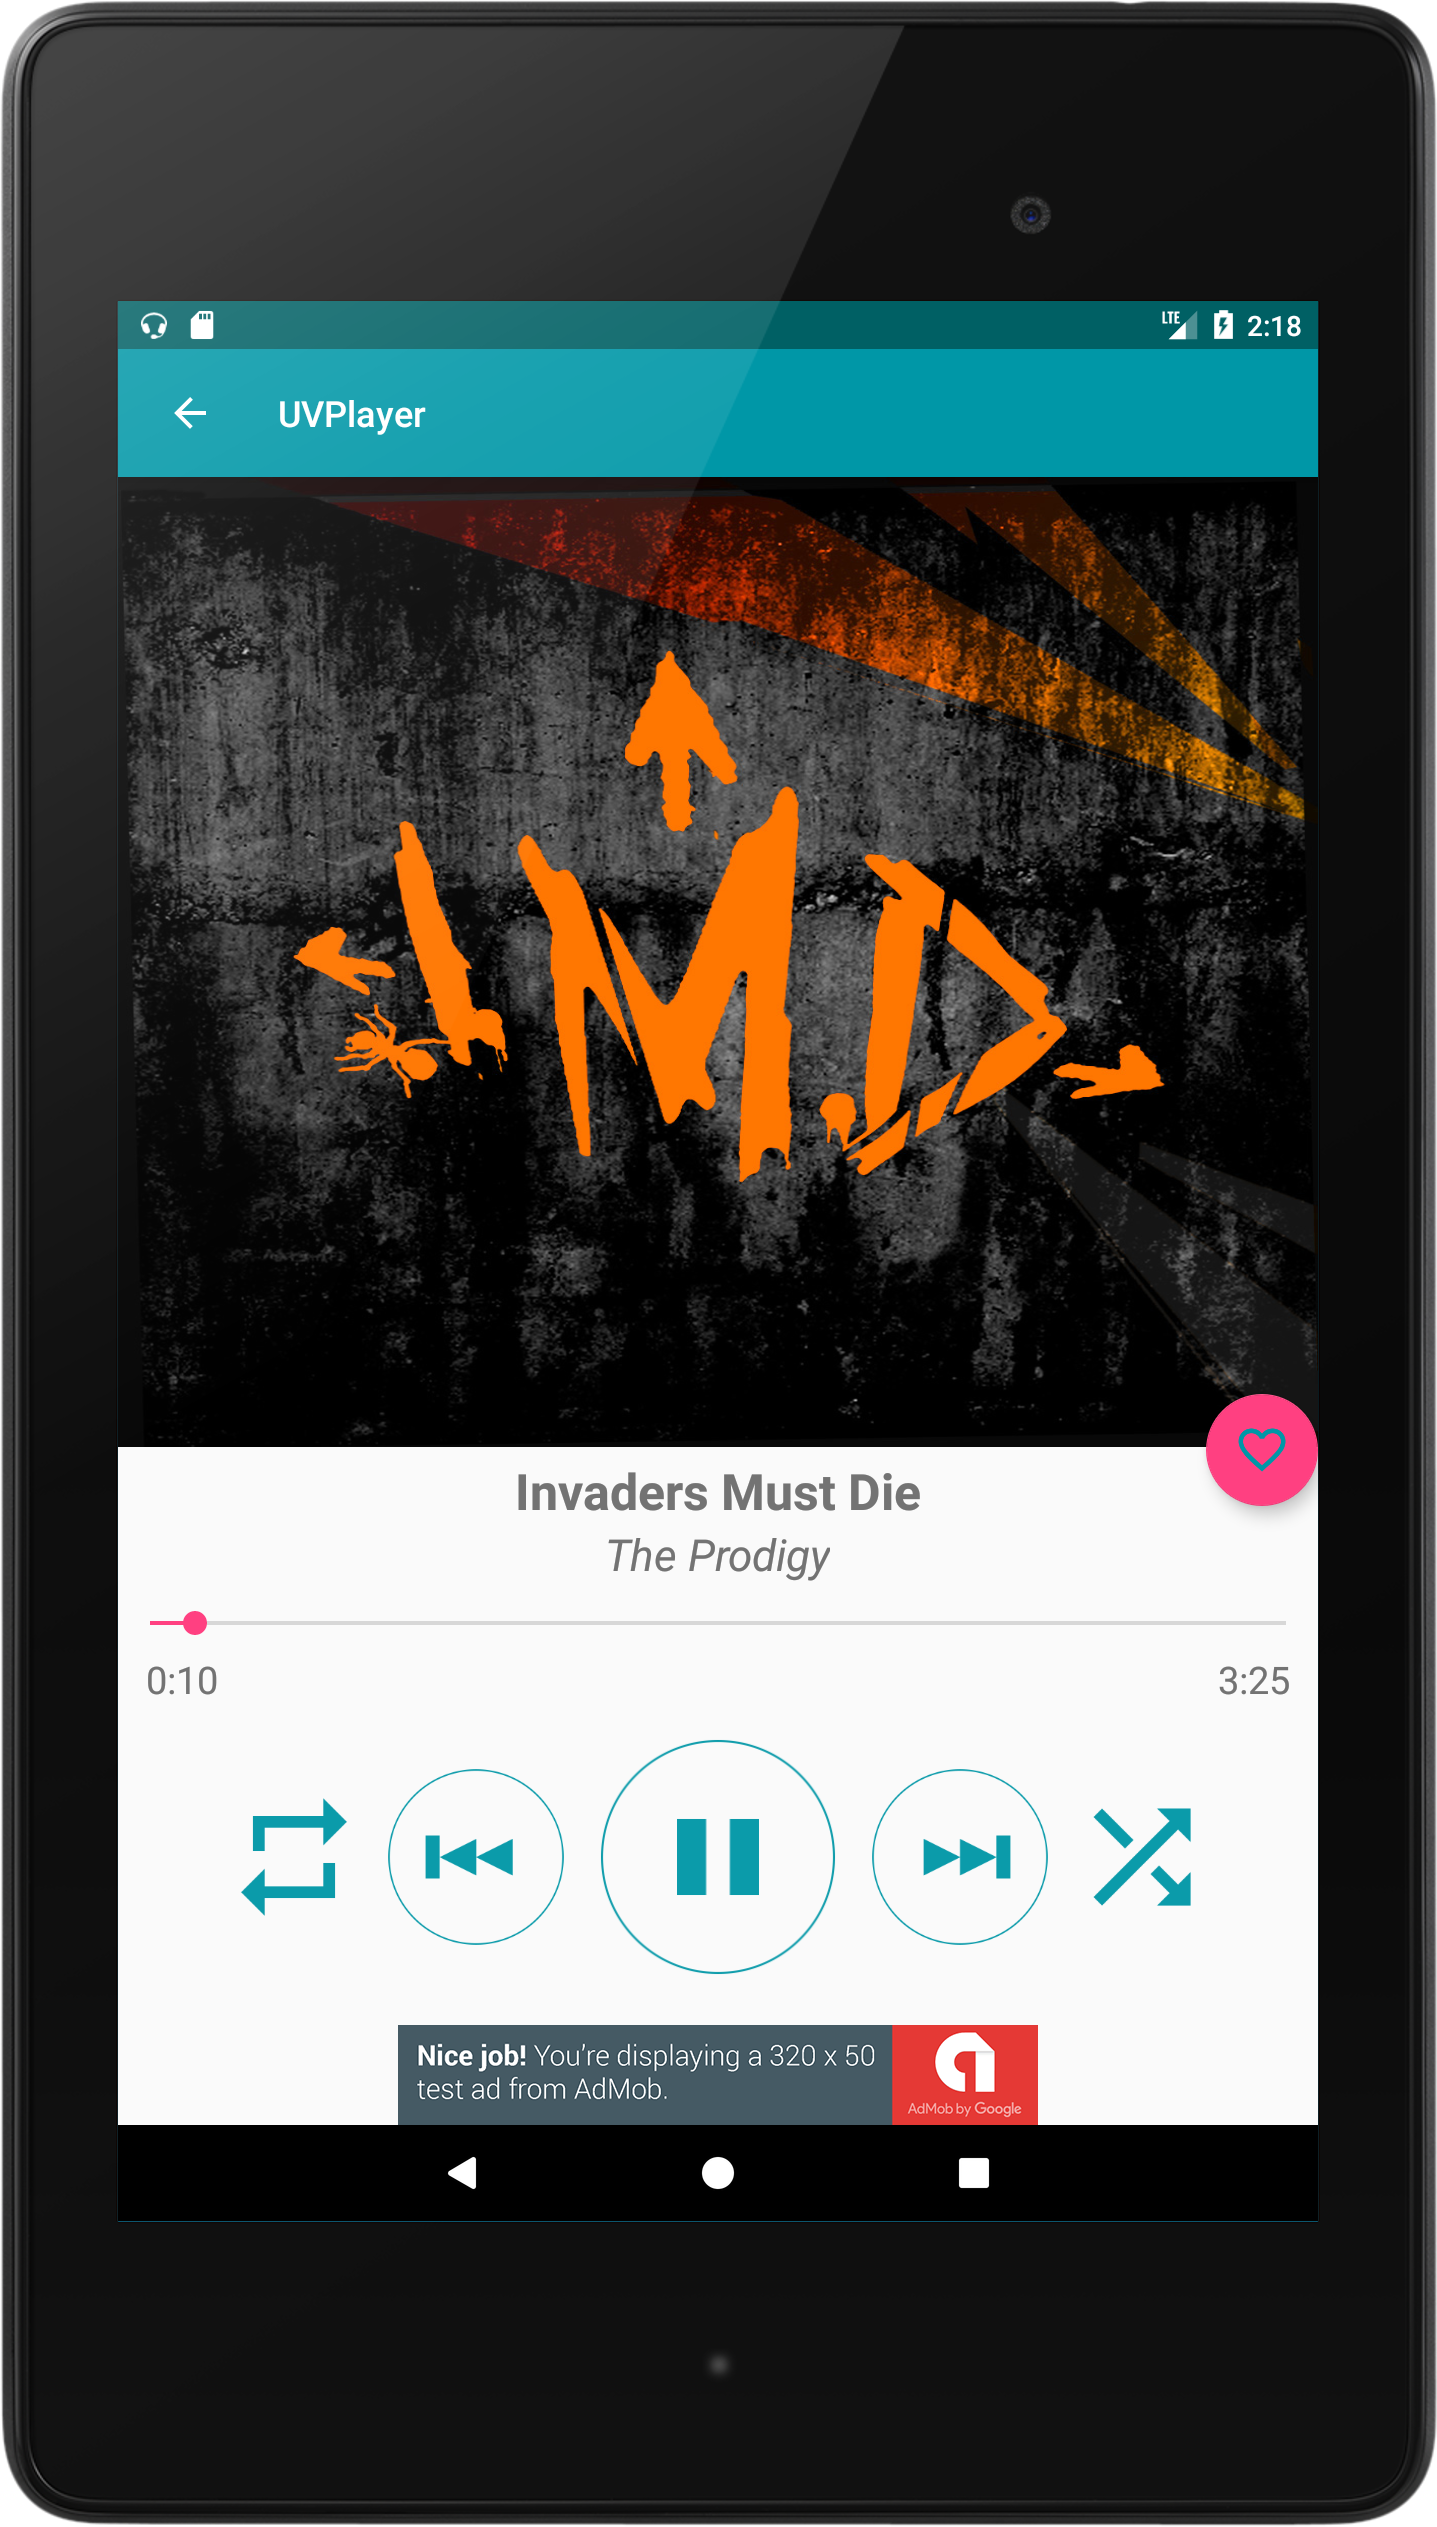 LTE 2:18
UVPlayer
I.M.D
Invaders Must Die
The Prodigy
0:10 3:25
Nice job! You're displaying a 320 x 50
test ad from AdMob.
AdMob by Google